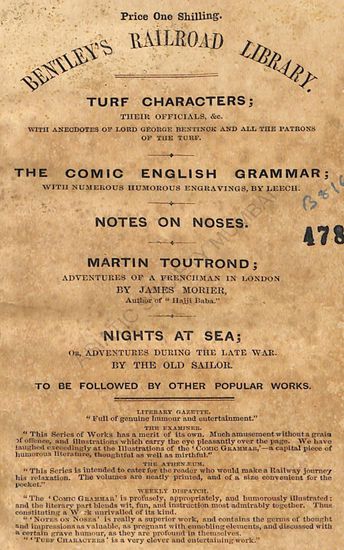 Price One Shilling.
BENTLEY'S RAILROAD LIBRARY.
TURF CHARACTERS;
THEIR OFFICIALS, &c.
WITH ANECDOTES OF LORD GEORGE BENTINCK AND ALL THE PATRONS
OF THE TURF.
THE COMIC ENGLISH GRAMMAR;
WITH NUMEROUS HUMOROUS ENGRAVINGS, BY LEECH.
NOTES ON NOSES.
478
MARTIN TOUTROND;
ADVENTURES OF A FRENCHMAN IN LONDON
BY JAMES MORIER,
Author of "Hajji Baba."
NIGHTS AT SEA;
OR, ADVENTURES DURING THE LATE WAR.
BY THE OLD SAILOR.
TO BE FOLLOWED BY OTHER POPULAR WORKS.
LITERARY GAZETTE.
"Full of genuine humour and entertainment."
THE EXAMINER.
"This Series of Works has a merit of its own. Much amusement without a grain
of offence, and Illustrations which carry the eye pleasantly over the page. We have
laughed exceedingly at the Illustrations of the 'COMIC GRAMMAR,'—a capital piece of
humorous literature, thoughtful as well as mirthful."
THE ATHENÆUM.
"This Series is intended to cater for the reader who would make a Railway journey
his relaxation. The volumes are neatly printed, and of a size convenient for the
pocket."
WEEKLY DISPATCH.
"The 'COMIC GRAMMAR' is profusely, appropriately, and humorously illustrated;
and the literary part blends wit, fun, and instruction most admirably together. Thus
constituting a Work unrivalled of its kind.
"'NOTES ON NOSES' is really a superior work, and contains the germs of thought
and impressions as valuable, as pregnant with ennobling elements, and discussed with
a certain grave humour, as they are profound in themselves.
"'TURF CHARACTERS' is a very clever and entertaining work."